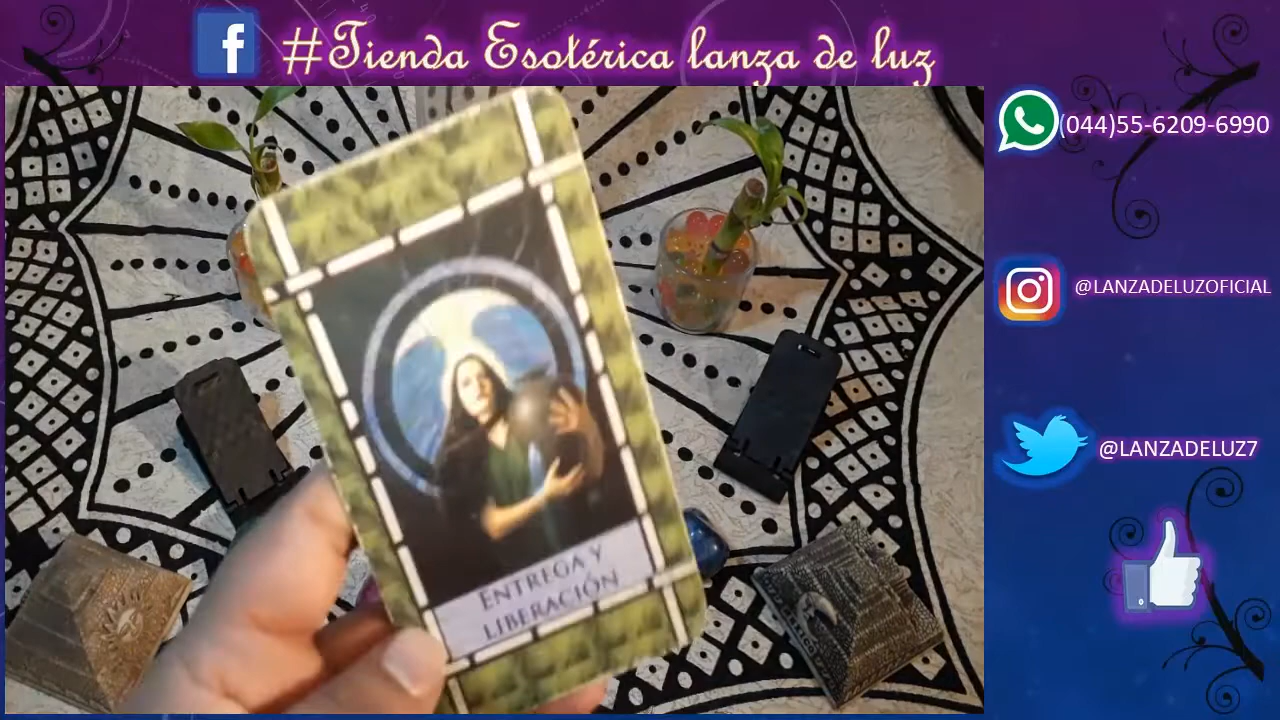 #Tienda Esotérica lanza de luz
(044)55-6209-6990
@LANZADELUZOFICIAL
@LANZADELUZ7
ENTREGA Y
LIBERACIÓN